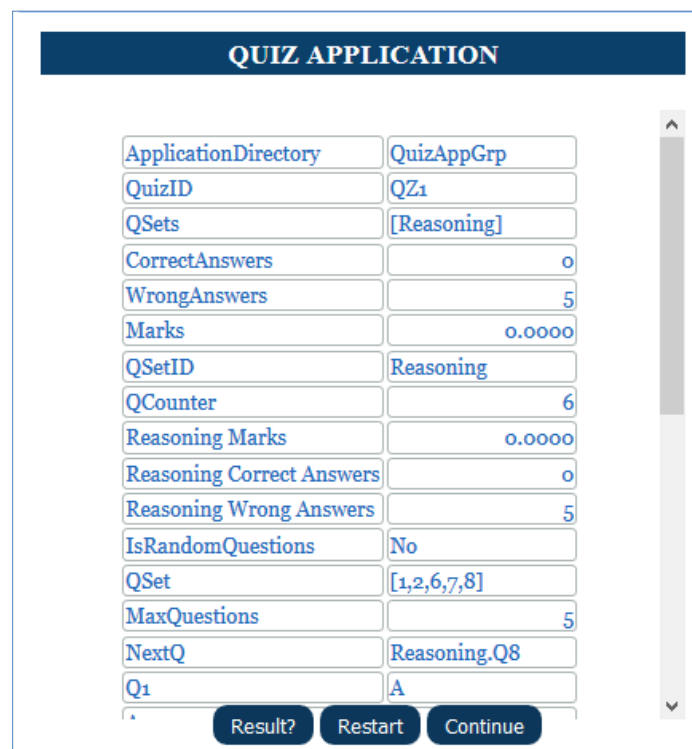 QUIZ APPLICATION
ApplicationDirectory QuizAppGrp
QuizID QZ1
QSets [Reasoning]
CorrectAnswers 0
WrongAnswers 5
Marks 0.0000
QSetID Reasoning
QCounter 6
Reasoning Marks 0.0000
Reasoning Correct Answers 0
Reasoning Wrong Answers 5
IsRandomQuestions No
QSet [1,2,6,7,8]
MaxQuestions 5
NextQ Reasoning.Q8
Q1 A
Result? Restart Continue